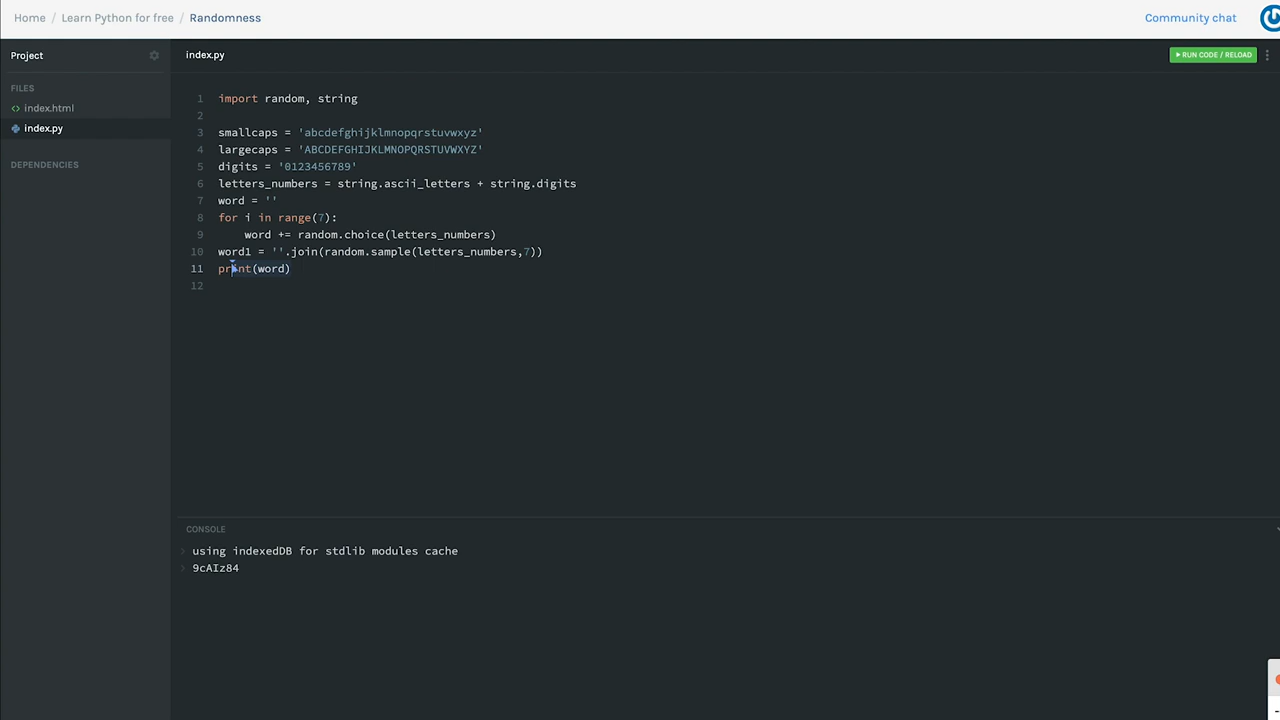 Home / Learn Python for free / Randomness
Community chat
Project
index.py
RUN CODE / RELOAD
FILES
index.html
index.py
DEPENDENCIES
1 import random, string
2
3 smallcaps = 'abcdefghijklmnopqrstuvwxyz'
4 largecaps = 'ABCDEFGHIJKLMNOPQRSTUVWXYZ'
5 digits = '0123456789'
6 letters_numbers = string.ascii_letters + string.digits
7 word = ''
8 for i in range(7):
9     word += random.choice(letters_numbers)
10 word1 = ''.join(random.sample(letters_numbers,7))
11 print(word)
12
CONSOLE
using indexedDB for stdlib modules cache
9cAIz84